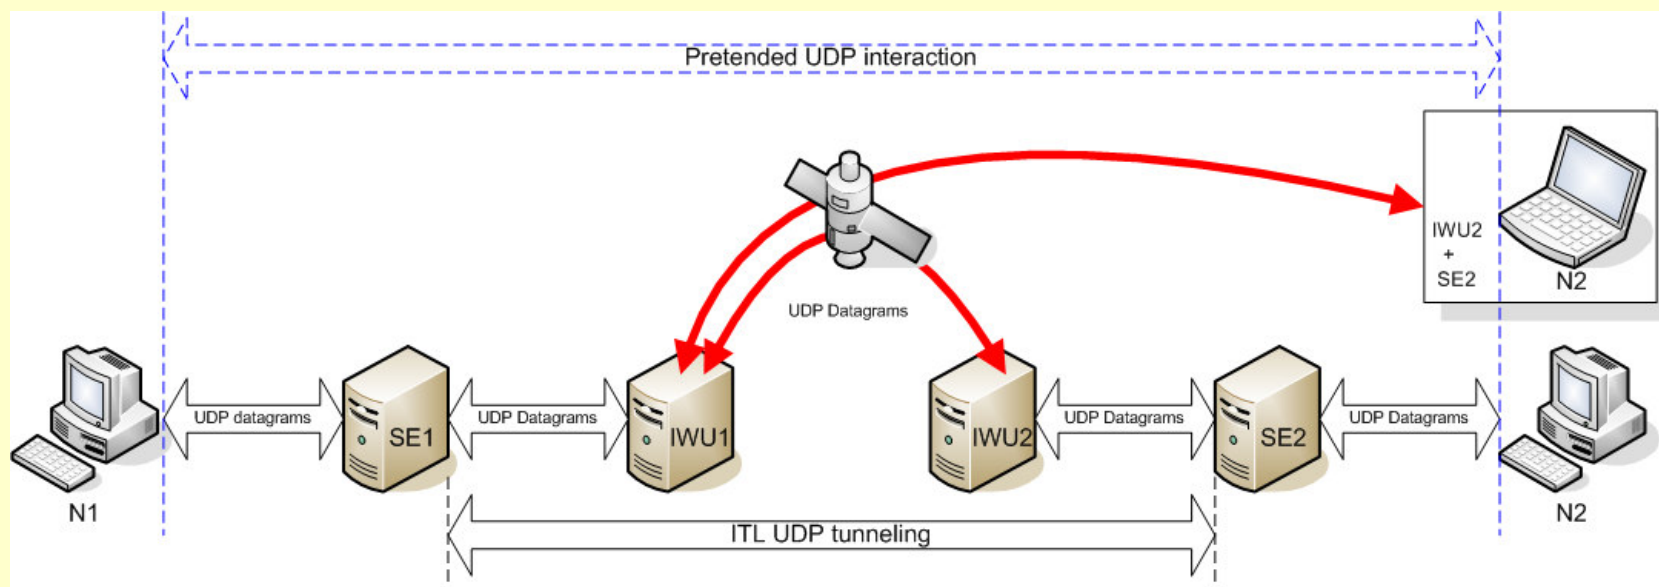 Pretended UDP interaction
IWU2
+
SE2
N2
UDP Datagrams
UDP datagrams
SE1
UDP Datagrams
IWU1
IWU2
UDP Datagrams
SE2
UDP Datagrams
N1
N2
ITL UDP tunneling